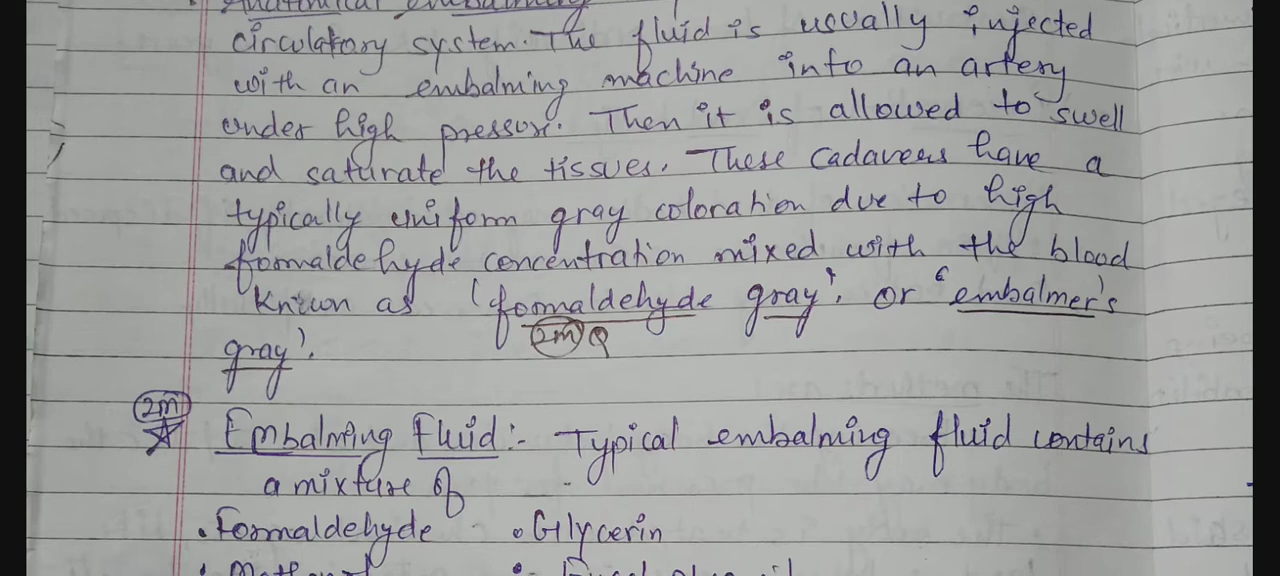 Anatomical embalming
circulatory system. The fluid is usually injected
with an embalming machine into an artery
under high pressure. Then it is allowed to swell
and saturate the tissues. These cadavers have a
typically uniform gray coloration due to high
formaldehyde concentration mixed with the blood
known as 'formaldehyde gray'. or 'embalmer's
2m Q
gray'.
2m
Embalming Fluid:- Typical embalming fluid contains
a mixture of
• Formaldehyde • Glycerin